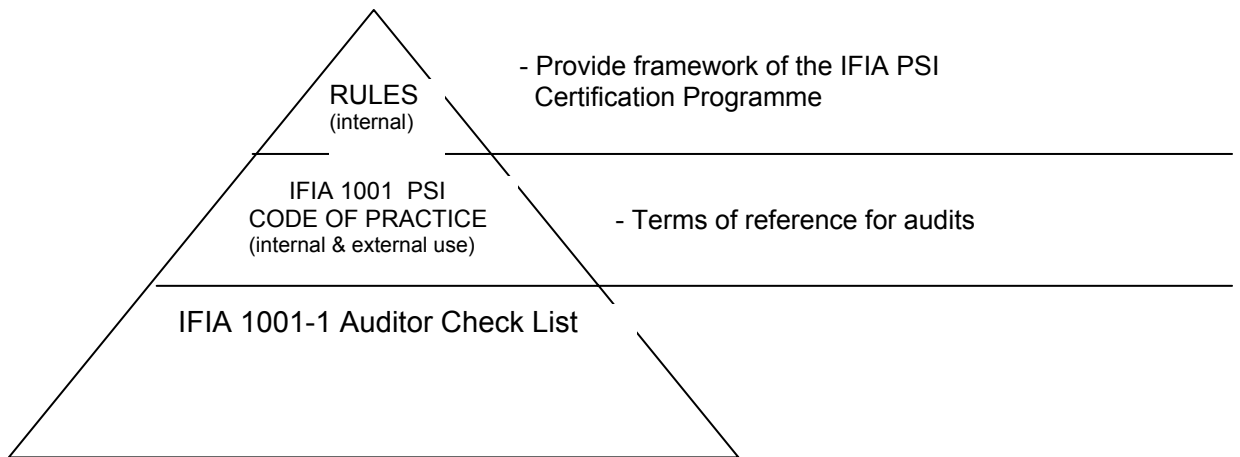 RULES
(internal)
- Provide framework of the IFIA PSI
Certification Programme
IFIA 1001 PSI
CODE OF PRACTICE
(internal & external use)
- Terms of reference for audits
IFIA 1001-1 Auditor Check List